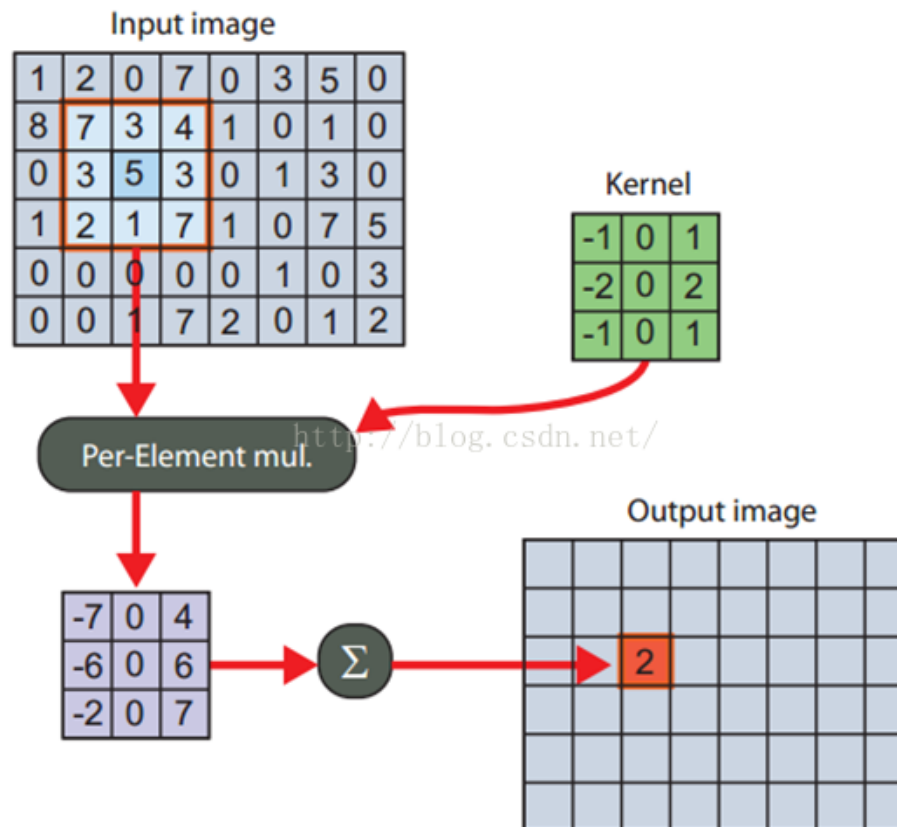 Input image
1 2 0 7 0 3 5 0
8 7 3 4 1 0 1 0
0 3 5 3 0 1 3 0
1 2 1 7 1 0 7 5
0 0 0 0 0 1 0 3
0 0 1 7 2 0 1 2
Kernel
-1 0 1
-2 0 2
-1 0 1
http://blog.csdn.net/
Per-Element mul.
-7 0 4
-6 0 6
-2 0 7
Σ
Output image
2